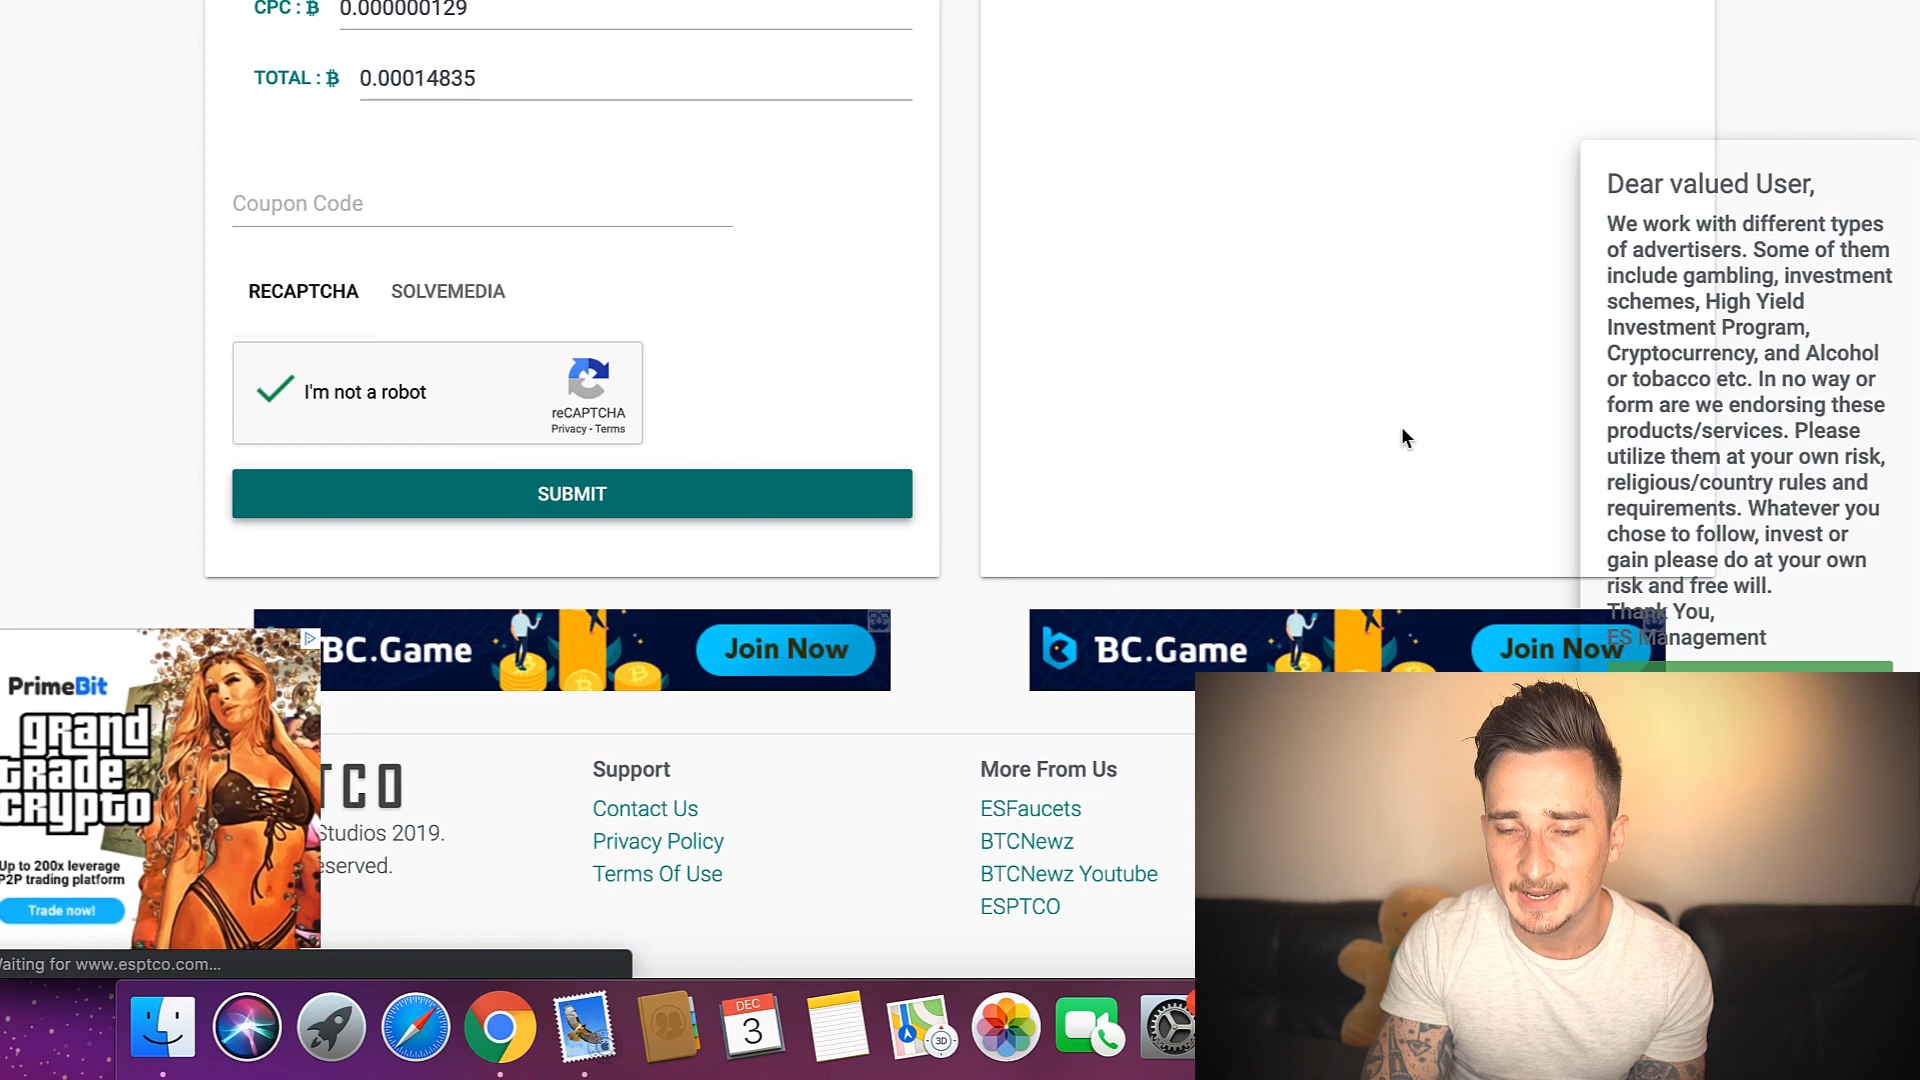 CPC : ₿ 0.000000129
TOTAL : ₿ 0.00014835
Coupon Code
RECAPTCHA SOLVEMEDIA
I'm not a robot
reCAPTCHA
Privacy - Terms
SUBMIT
Dear valued User,
We work with different types
of advertisers. Some of them
include gambling, investment
schemes, High Yield
Investment Program,
Cryptocurrency, and Alcohol
or tobacco etc. In no way or
form are we endorsing these
products/services. Please
utilize them at your own risk,
religious/country rules and
requirements. Whatever you
chose to follow, invest or
gain please do at your own
risk and free will.
Thank You,
ES Management
BC.Game Join Now
BC.Game Join Now
PrimeBit
grand
trade
crypto
Up to 200x leverage
P2P trading platform
Trade now!
TCO
Studios 2019.
eserved.
Support
Contact Us
Privacy Policy
Terms Of Use
More From Us
ESFaucets
BTCNewz
BTCNewz Youtube
ESPTCO
aiting for www.esptco.com...
DEC
3
3D